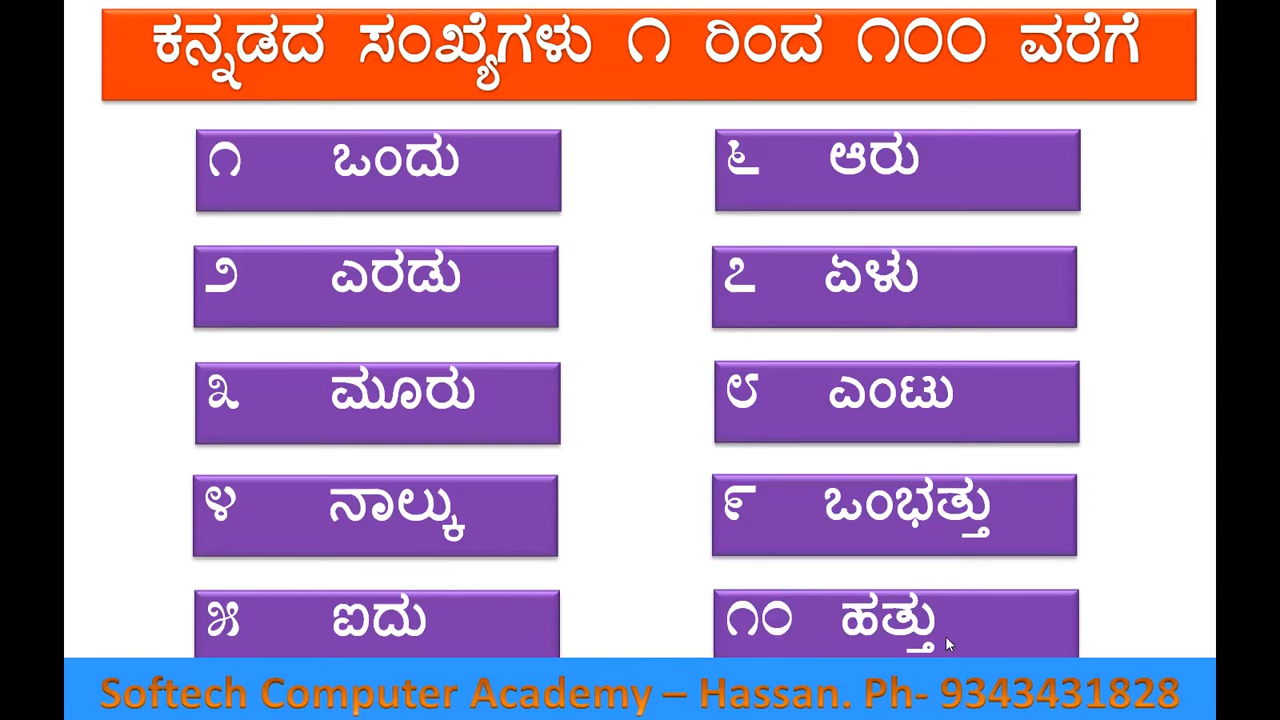 ಕನ್ನಡದ ಸಂಖ್ಯೆಗಳು ೧ ರಿಂದ ೧೦೦ ವರೆಗೆ
೧ ಒಂದು
೨ ಎರಡು
೩ ಮೂರು
೪ ನಾಲ್ಕು
೫ ಐದು
೬ ಆರು
೭ ಏಳು
೮ ಎಂಟು
೯ ಒಂಭತ್ತು
೧೦ ಹತ್ತು
Softech Computer Academy – Hassan. Ph- 9343431828